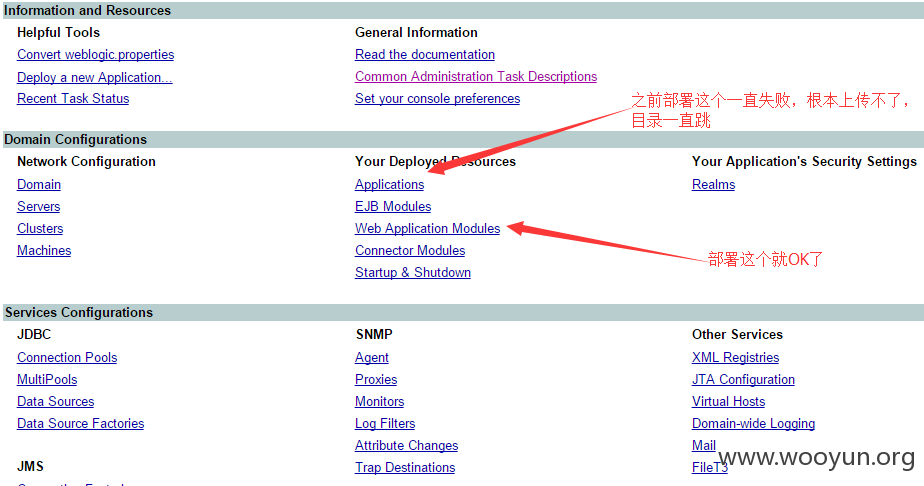 Information and Resources
Helpful Tools
General Information
Convert weblogic.properties
Read the documentation
Deploy a new Application...
Common Administration Task Descriptions
Recent Task Status
Set your console preferences
之前部署这个一直失败，根本上传不了，
目录一直跳
Domain Configurations
Network Configuration
Your Deployed Resources
Your Application's Security Settings
Domain
Applications
Realms
Servers
EJB Modules
Clusters
Web Application Modules
Machines
Connector Modules
部署这个就OK了
Startup & Shutdown
Services Configurations
JDBC
SNMP
Other Services
Connection Pools
Agent
XML Registries
MultiPools
Proxies
JTA Configuration
Data Sources
Monitors
Virtual Hosts
Data Source Factories
Log Filters
Domain-wide Logging
Attribute Changes
Mail
JMS
Trap Destinations
FileT3
www.wooyun.org